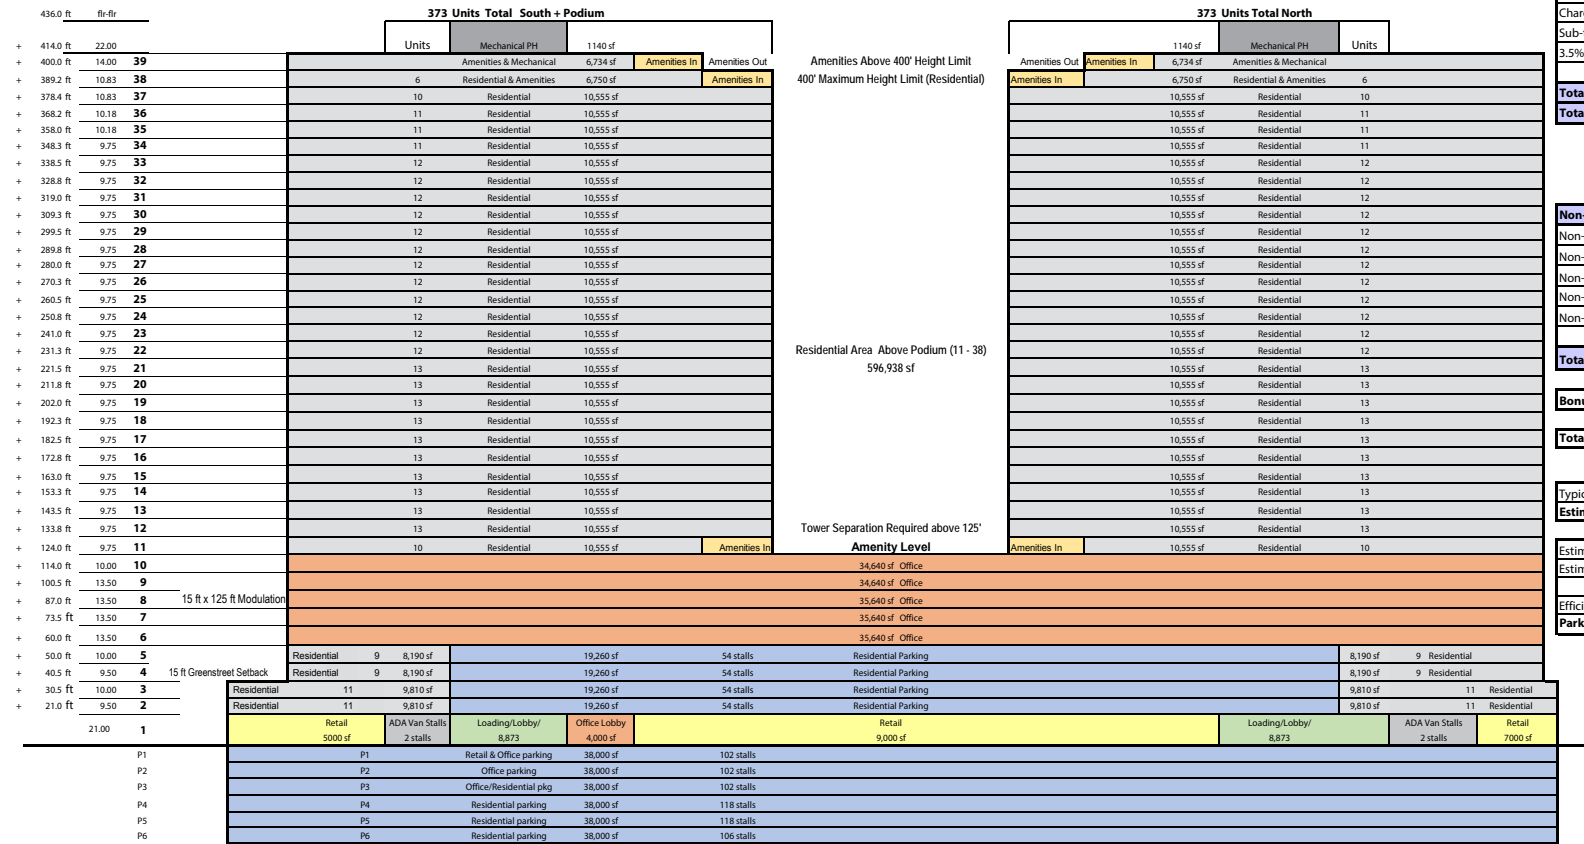 436.0 ft flr-flr 373 Units Total South + Podium 373 Units Total North
+ 414.0 ft 22.00 Units Mechanical PH 1140 sf 1140 sf Mechanical PH Units
+ 400.0 ft 14.00 39 Amenities & Mechanical 6,734 sf Amenities In Amenities Out Amenities Above 400' Height Limit Amenities Out Amenities In 6,734 sf Amenities & Mechanical
+ 389.2 ft 10.83 38 6 Residential & Amenities 6,750 sf Amenities In 400' Maximum Height Limit (Residential) Amenities In 6,750 sf Residential & Amenities 6
+ 378.4 ft 10.83 37 10 Residential 10,555 sf 10,555 sf Residential 10
+ 368.2 ft 10.18 36 11 Residential 10,555 sf 10,555 sf Residential 11
+ 358.0 ft 10.18 35 11 Residential 10,555 sf 10,555 sf Residential 11
+ 348.3 ft 9.75 34 11 Residential 10,555 sf 10,555 sf Residential 11
+ 338.5 ft 9.75 33 12 Residential 10,555 sf 10,555 sf Residential 12
+ 328.8 ft 9.75 32 12 Residential 10,555 sf 10,555 sf Residential 12
+ 319.0 ft 9.75 31 12 Residential 10,555 sf 10,555 sf Residential 12
+ 309.3 ft 9.75 30 12 Residential 10,555 sf 10,555 sf Residential 12
+ 299.5 ft 9.75 29 12 Residential 10,555 sf 10,555 sf Residential 12
+ 289.8 ft 9.75 28 12 Residential 10,555 sf 10,555 sf Residential 12
+ 280.0 ft 9.75 27 12 Residential 10,555 sf 10,555 sf Residential 12
+ 270.3 ft 9.75 26 12 Residential 10,555 sf 10,555 sf Residential 12
+ 260.5 ft 9.75 25 12 Residential 10,555 sf 10,555 sf Residential 12
+ 250.8 ft 9.75 24 12 Residential 10,555 sf 10,555 sf Residential 12
+ 241.0 ft 9.75 23 12 Residential 10,555 sf 10,555 sf Residential 12
+ 231.3 ft 9.75 22 12 Residential 10,555 sf Residential Area Above Podium (11 - 38) 10,555 sf Residential 12
+ 221.5 ft 9.75 21 13 Residential 10,555 sf 596,938 sf 10,555 sf Residential 13
+ 211.8 ft 9.75 20 13 Residential 10,555 sf 10,555 sf Residential 13
+ 202.0 ft 9.75 19 13 Residential 10,555 sf 10,555 sf Residential 13
+ 192.3 ft 9.75 18 13 Residential 10,555 sf 10,555 sf Residential 13
+ 182.5 ft 9.75 17 13 Residential 10,555 sf 10,555 sf Residential 13
+ 172.8 ft 9.75 16 13 Residential 10,555 sf 10,555 sf Residential 13
+ 163.0 ft 9.75 15 13 Residential 10,555 sf 10,555 sf Residential 13
+ 153.3 ft 9.75 14 13 Residential 10,555 sf 10,555 sf Residential 13
+ 143.5 ft 9.75 13 13 Residential 10,555 sf 10,555 sf Residential 13
+ 133.8 ft 9.75 12 13 Residential 10,555 sf Tower Separation Required above 125' 10,555 sf Residential 13
+ 124.0 ft 9.75 11 10 Residential 10,555 sf Amenities In Amenity Level Amenities In 10,555 sf Residential 10
+ 114.0 ft 10.00 10 34,640 sf Office
+ 100.5 ft 13.50 9 34,640 sf Office
+ 87.0 ft 13.50 8 15 ft x 125 ft Modulation 35,640 sf Office
+ 73.5 ft 13.50 7 35,640 sf Office
+ 60.0 ft 13.50 6 35,640 sf Office
+ 50.0 ft 10.00 5 Residential 9 8,190 sf 19,260 sf 54 stalls Residential Parking 8,190 sf 9 Residential
+ 40.5 ft 9.50 4 15 ft Greenstreet Setback Residential 9 8,190 sf 19,260 sf 54 stalls Residential Parking 8,190 sf 9 Residential
+ 30.5 ft 10.00 3 Residential 11 9,810 sf 19,260 sf 54 stalls Residential Parking 9,810 sf 11 Residential
+ 21.0 ft 9.50 2 Residential 11 9,810 sf 19,260 sf 54 stalls Residential Parking 9,810 sf 11 Residential
21.00 1 Retail ADA Van Stalls Loading/Lobby/ Office Lobby Retail Loading/Lobby/ ADA Van Stalls Retail
5000 sf 2 stalls 8,873 4,000 sf 9,000 sf 8,873 2 stalls 7000 sf
P1 P1 Retail & Office parking 38,000 sf 102 stalls
P2 P2 Office parking 38,000 sf 102 stalls
P3 P3 Office/Residential pkg 38,000 sf 102 stalls
P4 P4 Residential parking 38,000 sf 118 stalls
P5 P5 Residential parking 38,000 sf 118 stalls
P6 P6 Residential parking 38,000 sf 106 stalls
3.5%
Non-
Non-
Non-
Non-
Non-
Non-